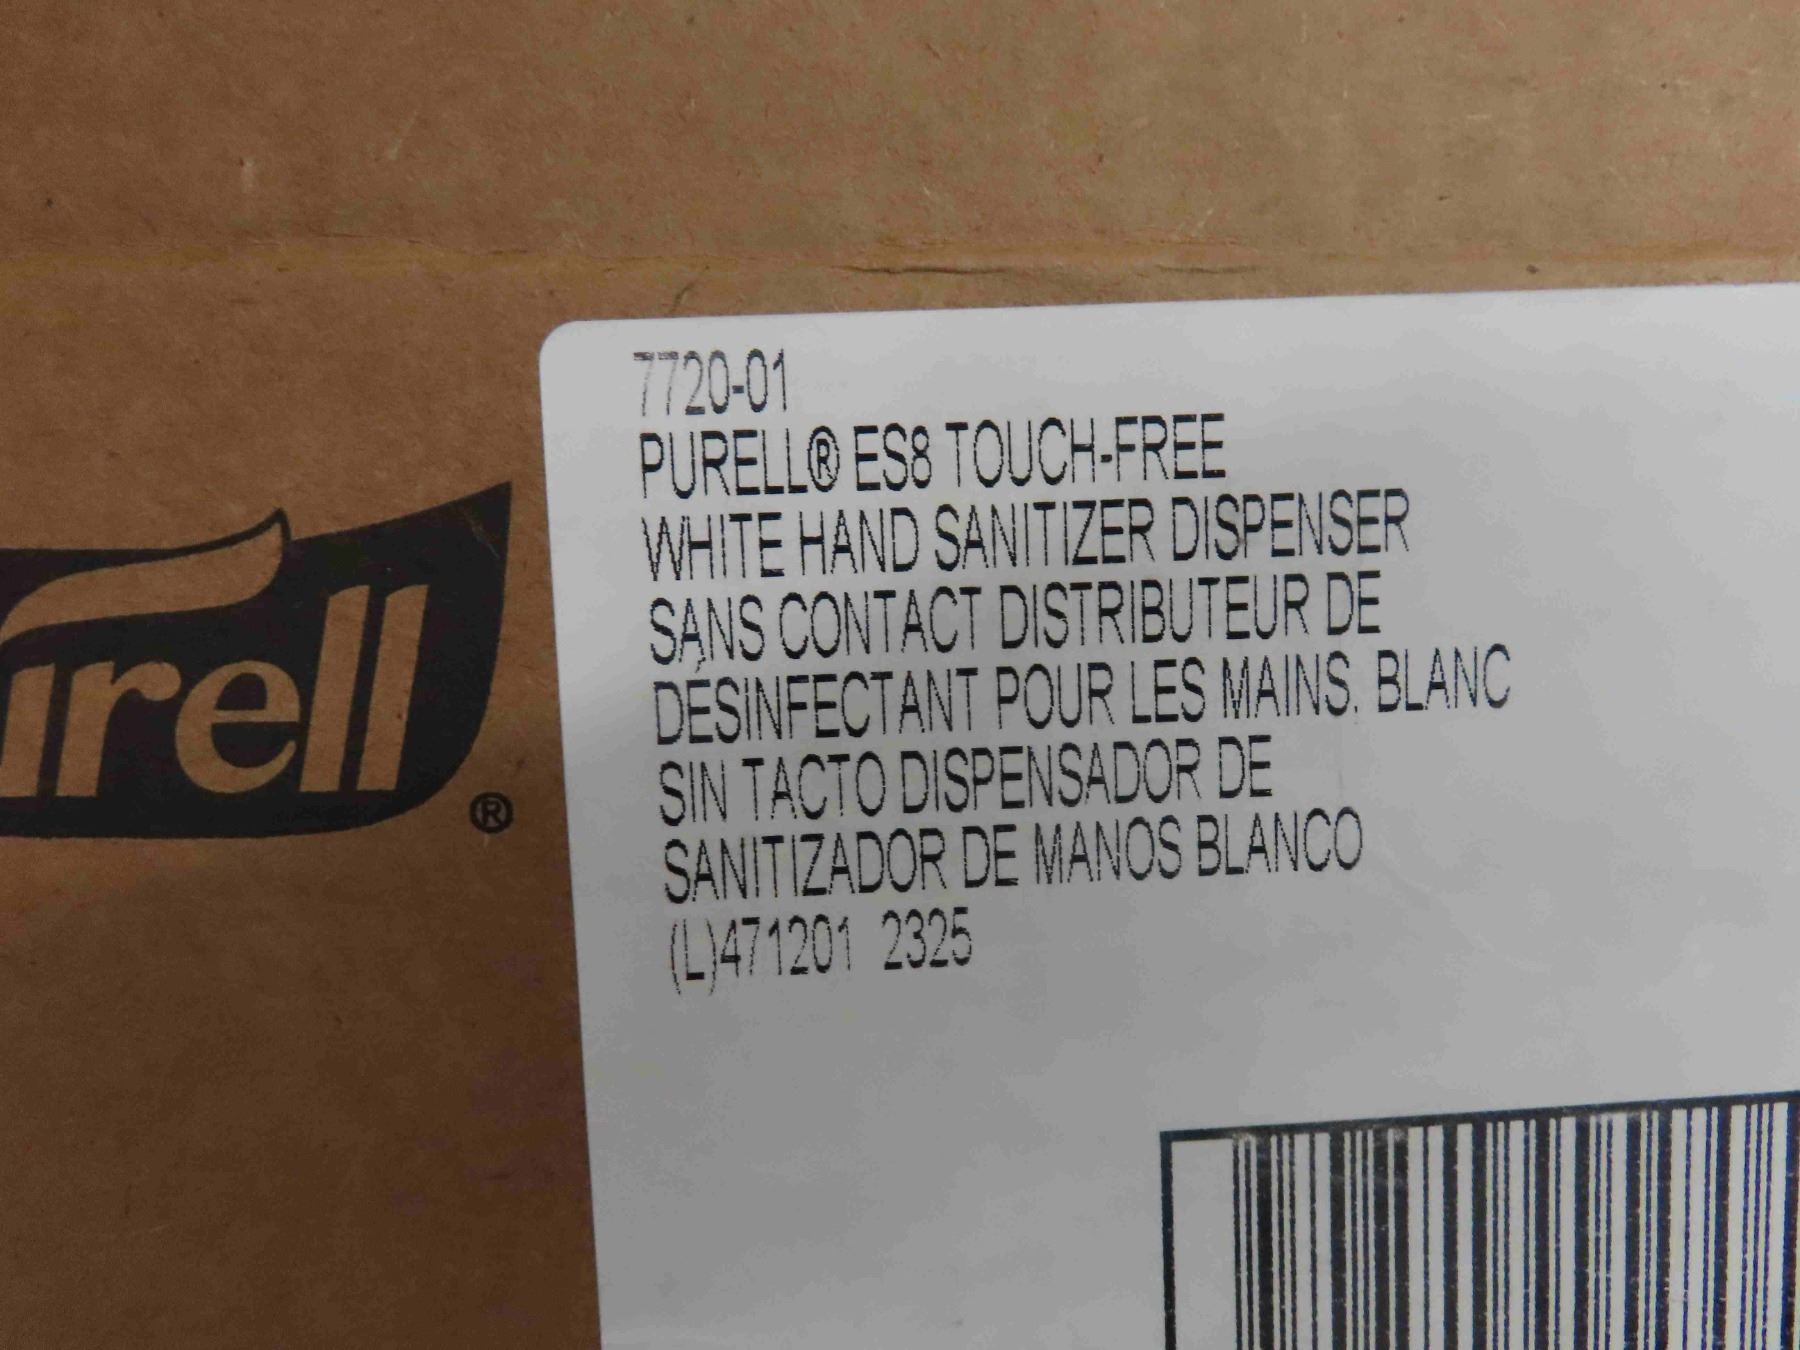 7720-01
PURELL® ES8 TOUCH-FREE
WHITE HAND SANITIZER DISPENSER
SANS CONTACT DISTRIBUTEUR DE
DÉSINFECTANT POUR LES MAINS. BLANC
SIN TACTO DISPENSADOR DE
SANITIZADOR DE MANOS BLANCO
(L)471201 2325
urell®